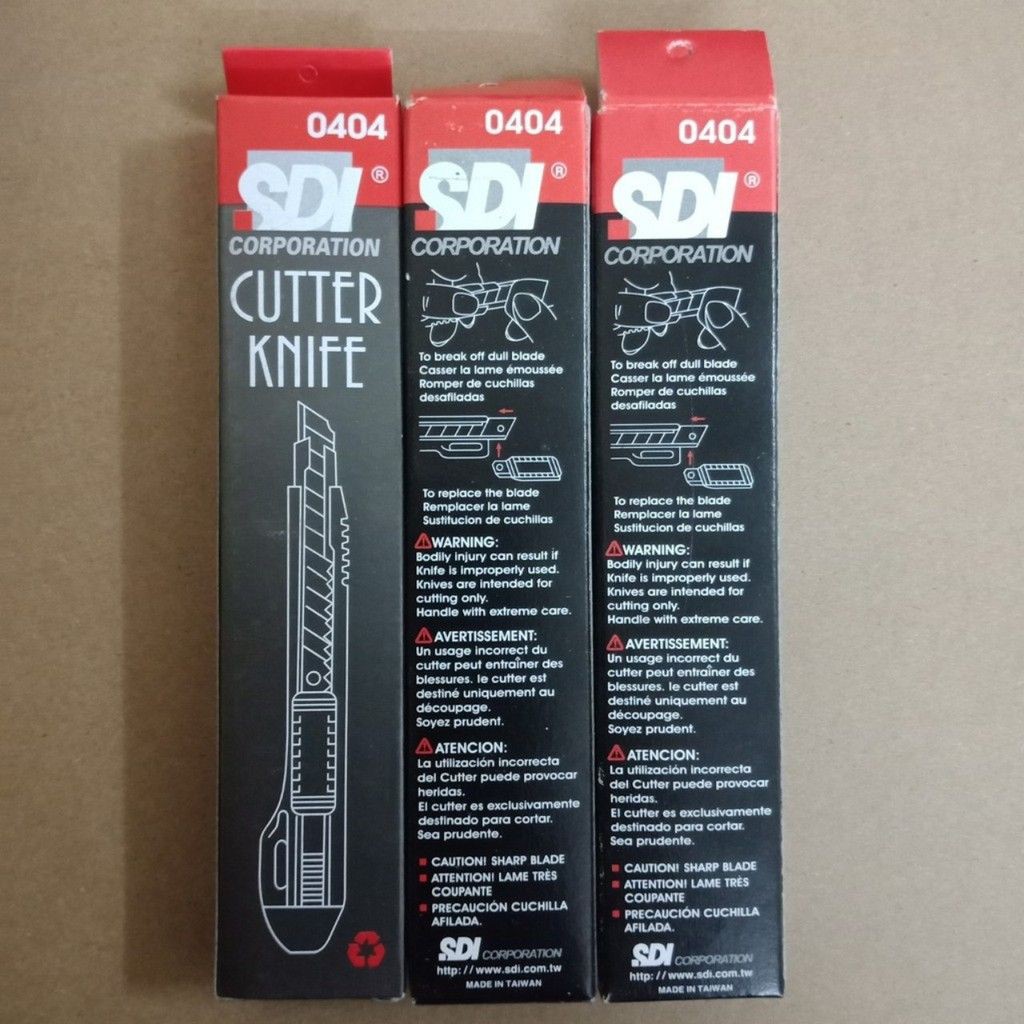 0404
SDI®
CORPORATION
CUTTER
KNIFE
0404
SDI®
CORPORATION
To break off dull blade
Casser la lame émoussée
Romper de cuchillas
desafiladas
To replace the blade
Remplacer la lame
Sustitucion de cuchillas
WARNING:
Bodily injury can result if
Knife is improperly used.
Knives are intended for
cutting only.
Handle with extreme care.
AVERTISSEMENT:
Un usage incorrect du
cutter peut entraîner des
blessures. le cutter est
destiné uniquement au
découpage.
Soyez prudent.
ATENCION:
La utilización incorrecta
del Cutter puede provocar
heridas.
El cutter es exclusivamente
destinado para cortar.
Sea prudente.
CAUTION! SHARP BLADE
ATTENTION! LAME TRÈS
COUPANTE
PRECAUCIÓN CUCHILLA
AFILADA.
SDI CORPORATION
http://www.sdi.com.tw
MADE IN TAIWAN
0404
SDI®
CORPORATION
To break off dull blade
Casser la lame émoussée
Romper de cuchillas
desafiladas
To replace the blade
Remplacer la lame
Sustitucion de cuchillas
WARNING:
Bodily injury can result if
Knife is improperly used.
Knives are intended for
cutting only.
Handle with extreme care.
AVERTISSEMENT:
Un usage incorrect du
cutter peut entraîner des
blessures. le cutter est
destiné uniquement au
découpage.
Soyez prudent.
ATENCION:
La utilización incorrecta
del Cutter puede provocar
heridas.
El cutter es exclusivamente
destinado para cortar.
Sea prudente.
CAUTION! SHARP BLADE
ATTENTION! LAME TRÈS
COUPANTE
PRECAUCIÓN CUCHILLA
AFILADA.
SDI CORPORATION
http://www.sdi.com.tw
MADE IN TAIWAN